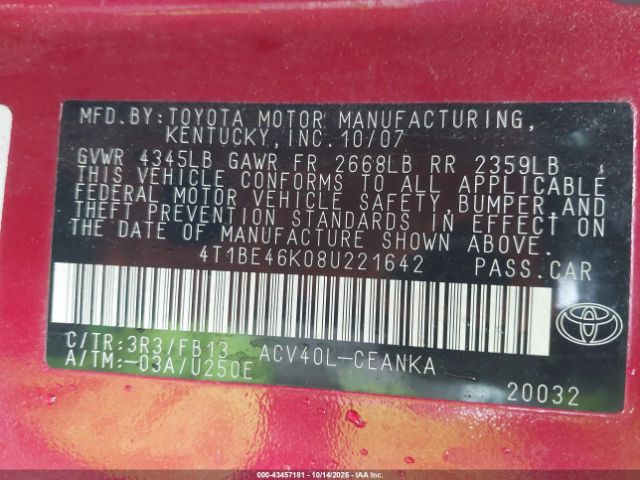 MFD.BY:TOYOTA MOTOR MANUFACTURING,
KENTUCKY,INC.10/07
GVWR 4345LB GAWR FR 2668LB RR 2359LB
THIS VEHICLE CONFORMS TO ALL APPLICABLE
FEDERAL MOTOR VEHICLE SAFETY,BUMPER AND
THEFT PREVENTION STANDARDS IN EFFECT ON
THE DATE OF MANUFACTURE SHOWN ABOVE.
4T1BE46K08U221642 PASS.CAR
C/TR:3R3/FB13 ACV40L-CEANKA
A/TM:-03A/U250E
20032
000-43457181 - 10/14/2025 - IAAI.com